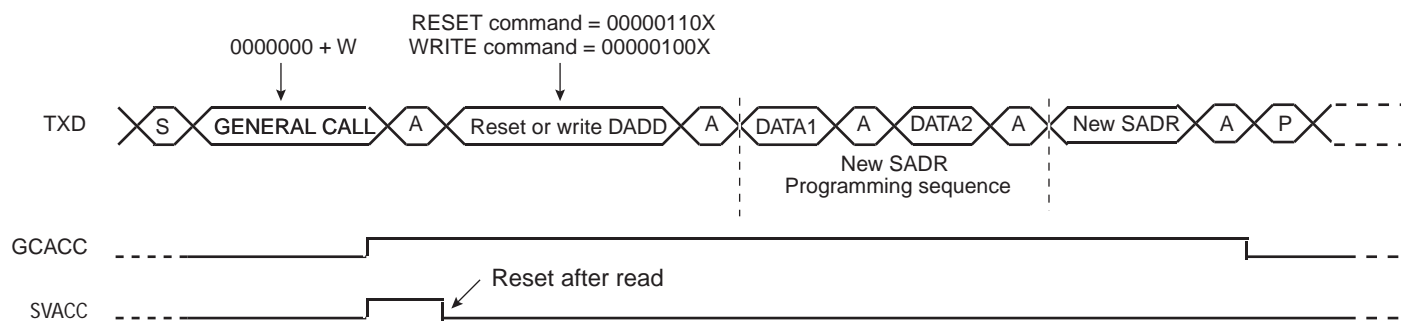 RESET command = 00000110X
0000000 + W
WRITE command = 00000100X
TXD
S
GENERAL CALL
A
Reset or write DADD
A
DATA1
A
DATA2
A
New SADR
A
P
New SADR
Programming sequence
GCACC
Reset after read
SVACC